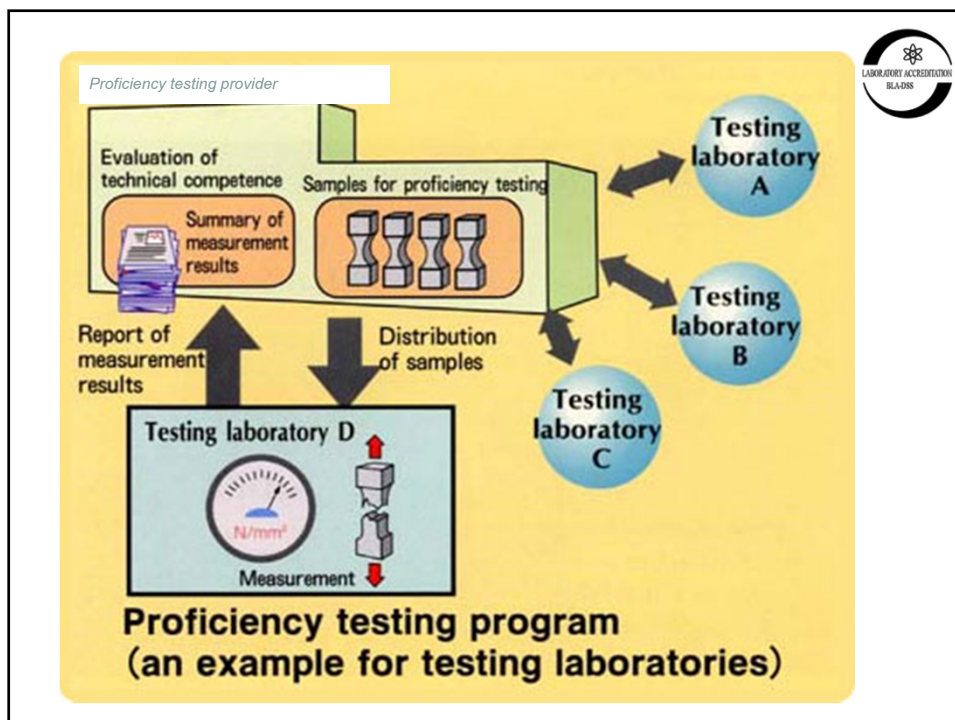 Proficiency testing provider
LABORATORY ACCREDITATION
BLA-DSS
Evaluation of
technical competence
Summary of
measurement
results
Samples for proficiency testing
Testing
laboratory
A
Testing
laboratory
B
Testing
laboratory
C
Report of
measurement
results
Distribution
of samples
Testing laboratory D
N/mm²
Measurement
Proficiency testing program
(an example for testing laboratories)